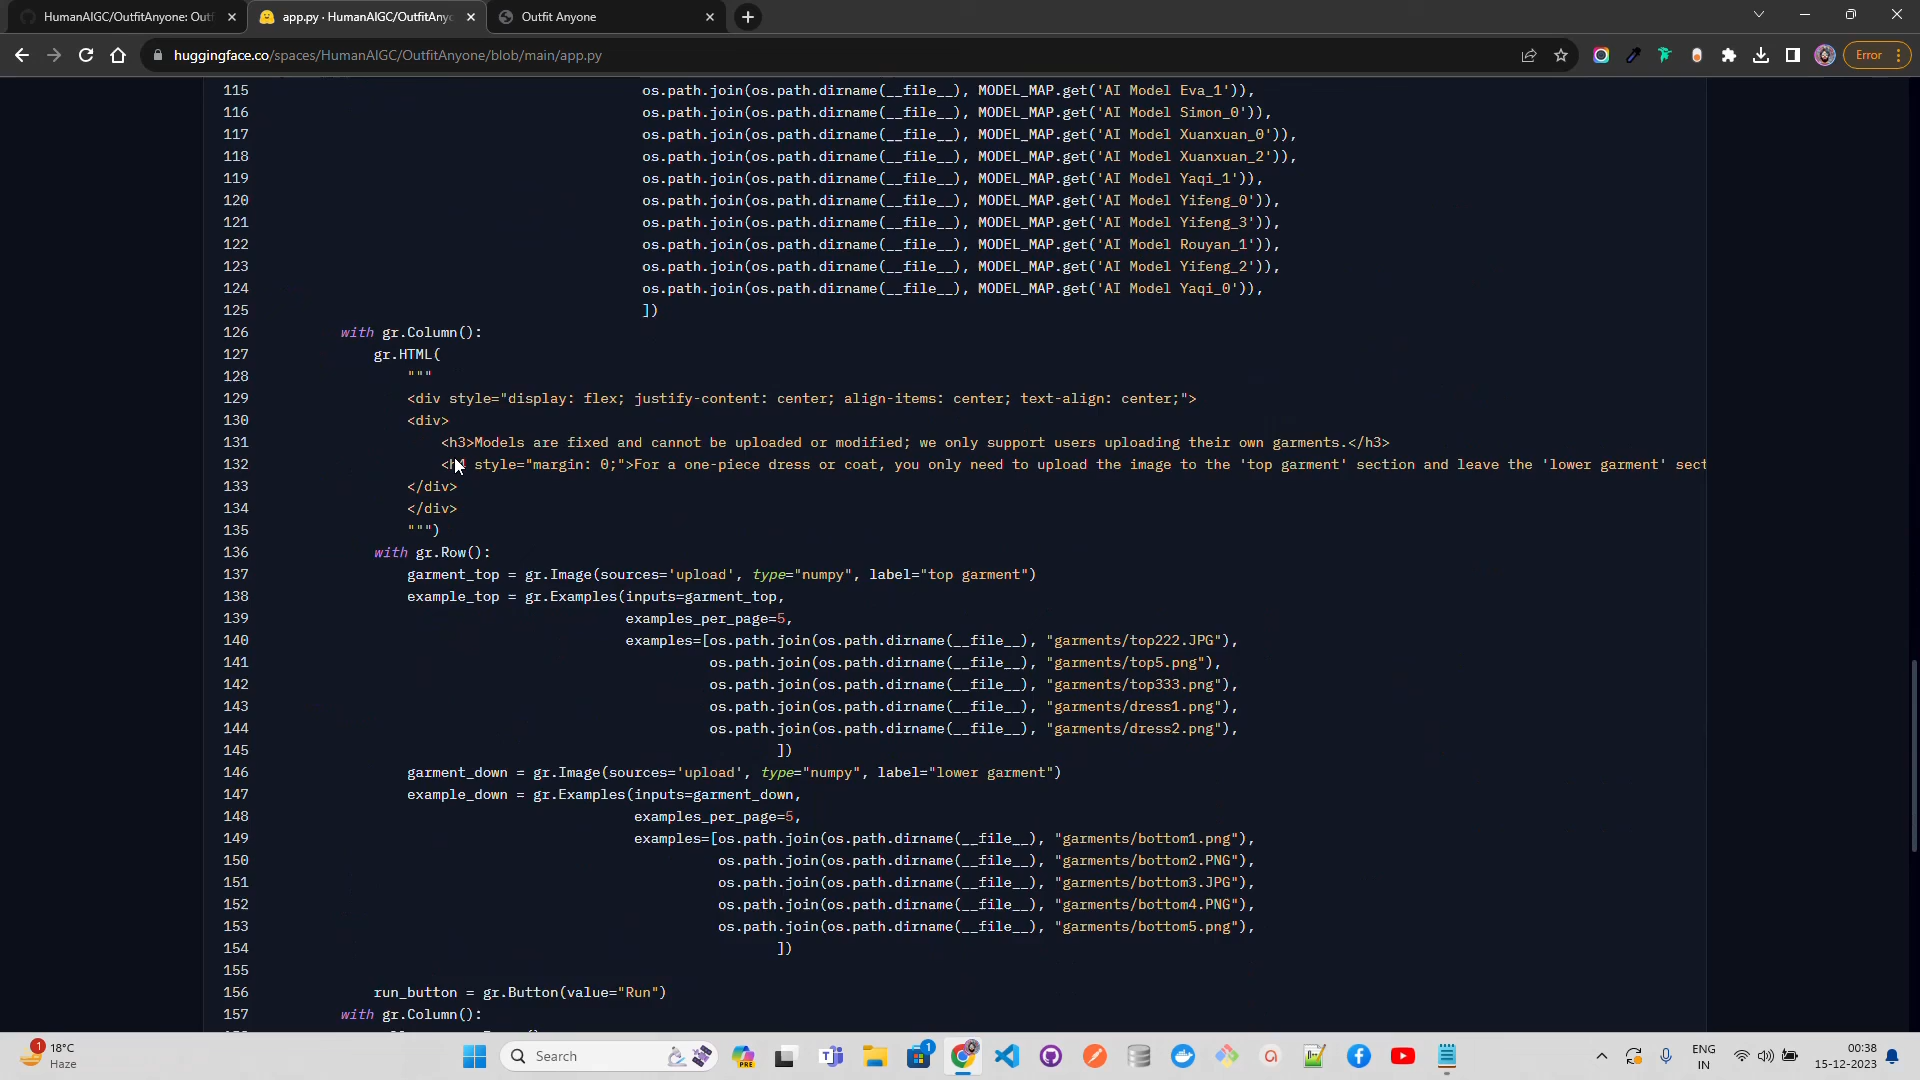 HumanAIGC/OutfitAnyone: Outf
app.py · HumanAIGC/OutfitAnyo
Outfit Anyone
huggingface.co/spaces/HumanAIGC/OutfitAnyone/blob/main/app.py
Error
115 os.path.join(os.path.dirname(__file__), MODEL_MAP.get('AI Model Eva_1')),
116 os.path.join(os.path.dirname(__file__), MODEL_MAP.get('AI Model Simon_0')),
117 os.path.join(os.path.dirname(__file__), MODEL_MAP.get('AI Model Xuanxuan_0')),
118 os.path.join(os.path.dirname(__file__), MODEL_MAP.get('AI Model Xuanxuan_2')),
119 os.path.join(os.path.dirname(__file__), MODEL_MAP.get('AI Model Yaqi_1')),
120 os.path.join(os.path.dirname(__file__), MODEL_MAP.get('AI Model Yifeng_0')),
121 os.path.join(os.path.dirname(__file__), MODEL_MAP.get('AI Model Yifeng_3')),
122 os.path.join(os.path.dirname(__file__), MODEL_MAP.get('AI Model Rouyan_1')),
123 os.path.join(os.path.dirname(__file__), MODEL_MAP.get('AI Model Yifeng_2')),
124 os.path.join(os.path.dirname(__file__), MODEL_MAP.get('AI Model Yaqi_0')),
125 ])
126 with gr.Column():
127 gr.HTML(
128 """
129 <div style="display: flex; justify-content: center; align-items: center; text-align: center;">
130 <div>
131 <h3>Models are fixed and cannot be uploaded or modified; we only support users uploading their own garments.</h3>
132 <h4 style="margin: 0;">For a one-piece dress or coat, you only need to upload the image to the 'top garment' section and leave the 'lower garment' sect
133 </div>
134 </div>
135 """)
136 with gr.Row():
137 garment_top = gr.Image(sources='upload', type="numpy", label="top garment")
138 example_top = gr.Examples(inputs=garment_top,
139 examples_per_page=5,
140 examples=[os.path.join(os.path.dirname(__file__), "garments/top222.JPG"),
141 os.path.join(os.path.dirname(__file__), "garments/top5.png"),
142 os.path.join(os.path.dirname(__file__), "garments/top333.png"),
143 os.path.join(os.path.dirname(__file__), "garments/dress1.png"),
144 os.path.join(os.path.dirname(__file__), "garments/dress2.png"),
145 ])
146 garment_down = gr.Image(sources='upload', type="numpy", label="lower garment")
147 example_down = gr.Examples(inputs=garment_down,
148 examples_per_page=5,
149 examples=[os.path.join(os.path.dirname(__file__), "garments/bottom1.png"),
150 os.path.join(os.path.dirname(__file__), "garments/bottom2.PNG"),
151 os.path.join(os.path.dirname(__file__), "garments/bottom3.JPG"),
152 os.path.join(os.path.dirname(__file__), "garments/bottom4.PNG"),
153 os.path.join(os.path.dirname(__file__), "garments/bottom5.png"),
154 ])
155
156 run_button = gr.Button(value="Run")
157 with gr.Column():
1
18°C
Haze
Search
PRE
1
ENG
IN
00:38
15-12-2023